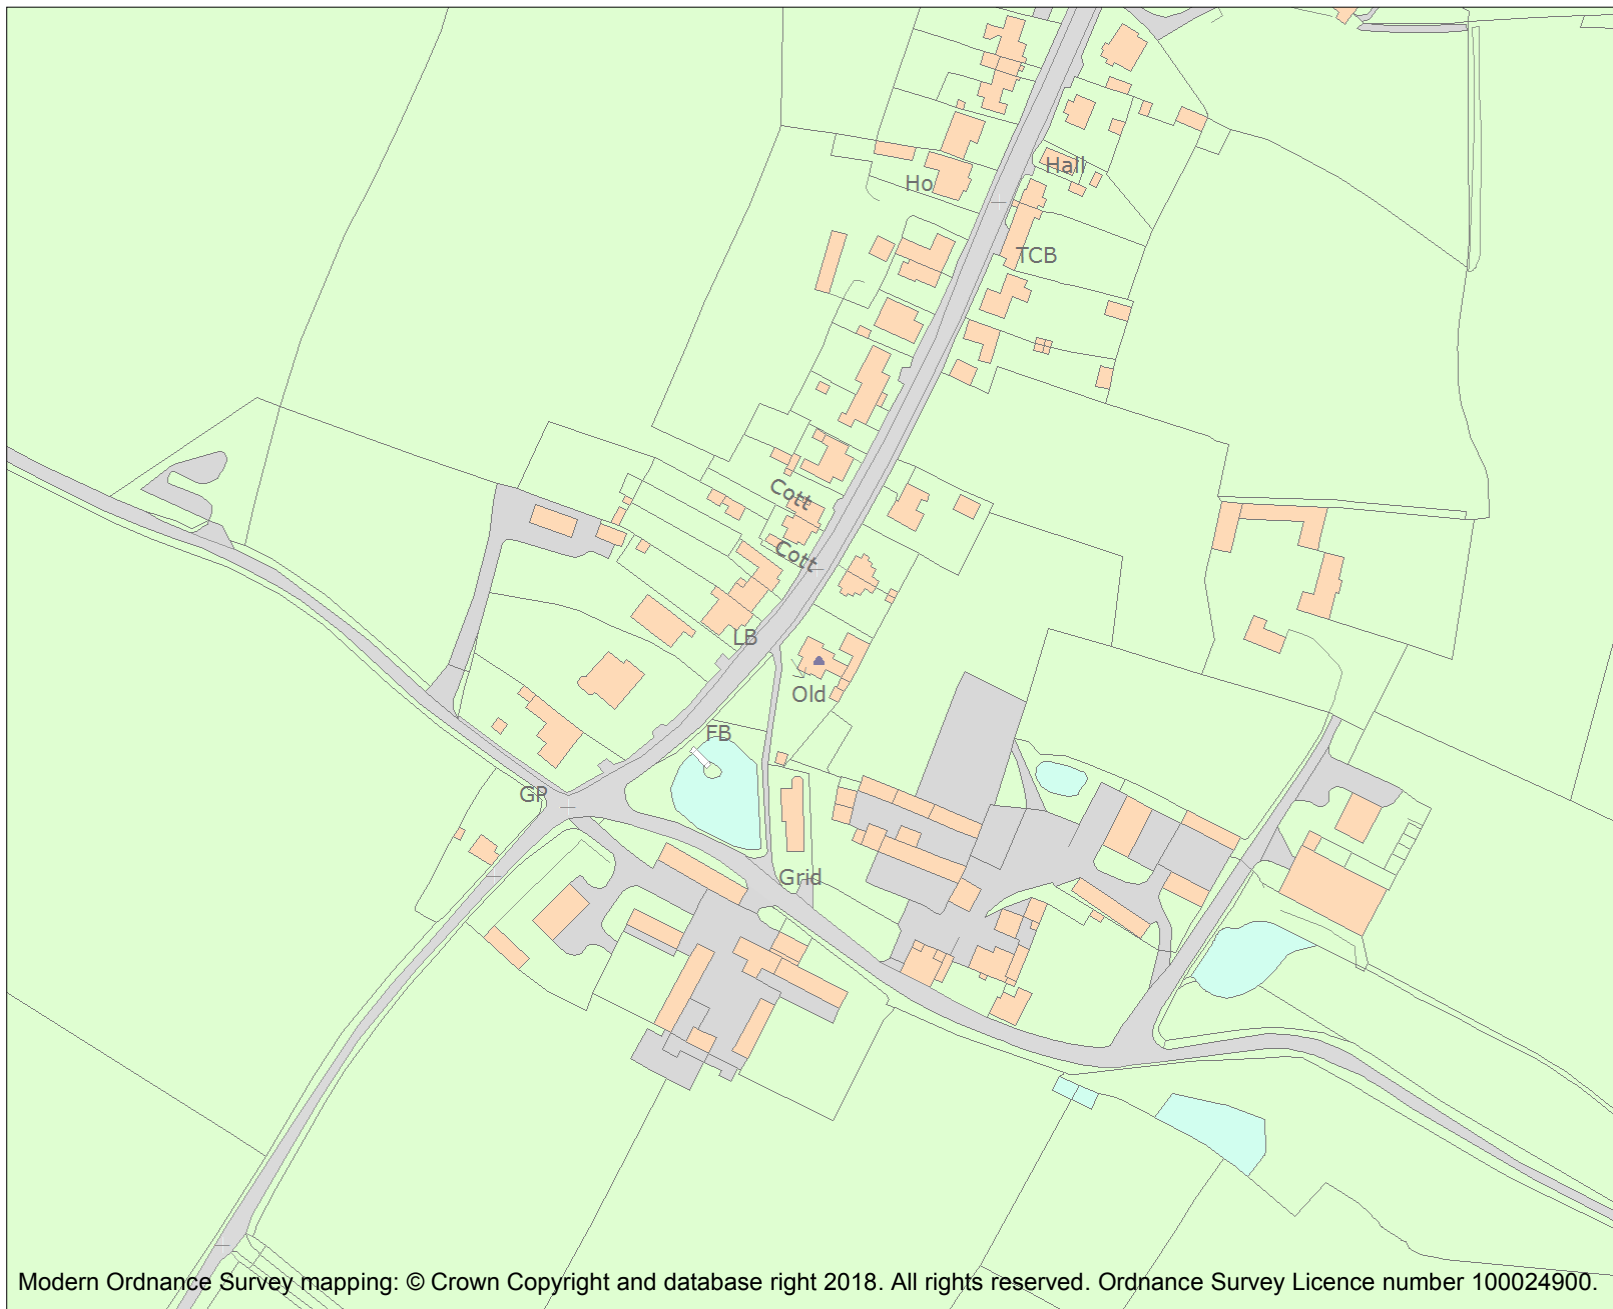 Hall
Ho
TCB
Cott
Cott
LB
Old
FB
GP
Grid
Modern Ordnance Survey mapping: © Crown Copyright and database right 2018. All rights reserved. Ordnance Survey Licence number 100024900.